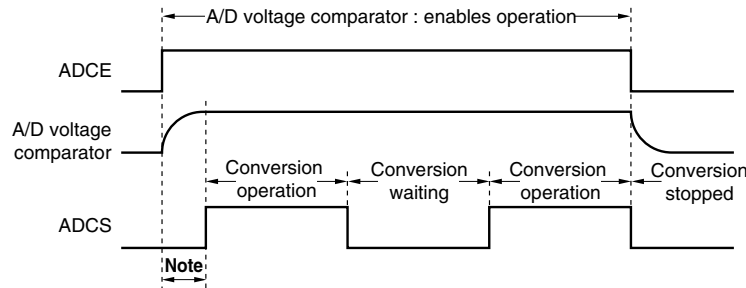 A/D voltage comparator : enables operation
ADCE
A/D voltage
comparator
Conversion
operation
Conversion
waiting
Conversion
operation
Conversion
stopped
ADCS
Note